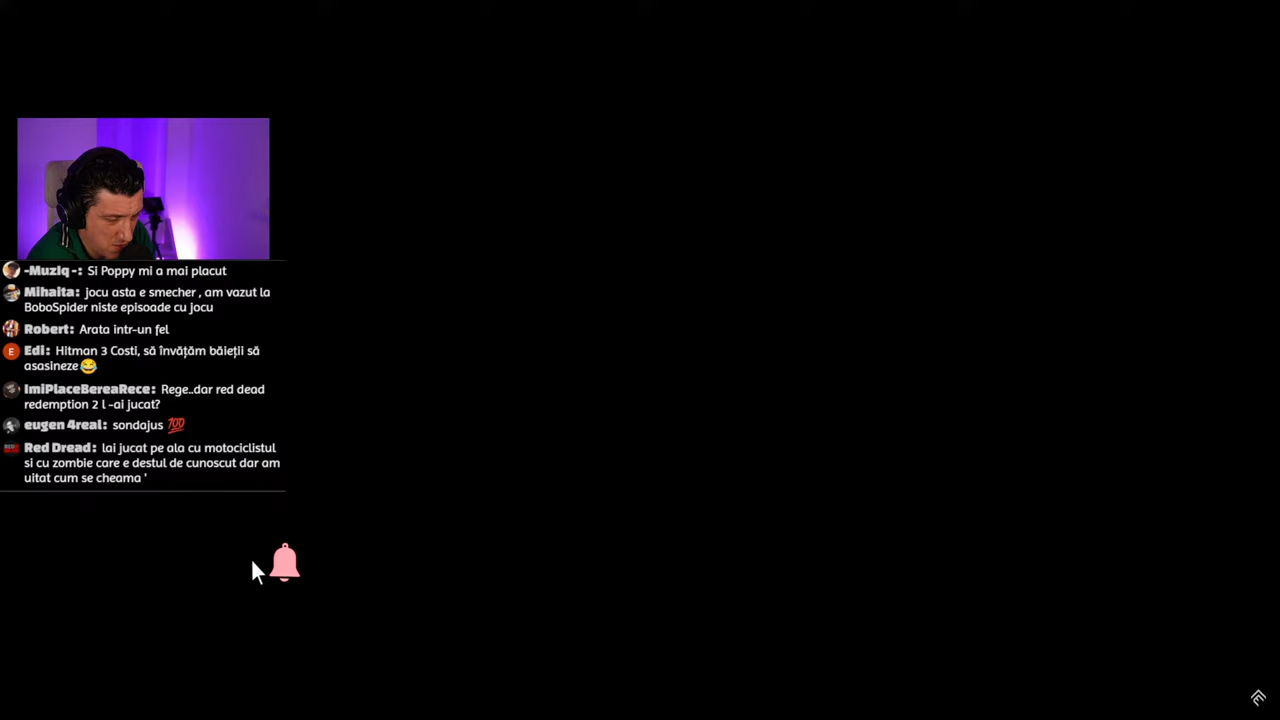 -MuzIq-: Si Poppy mi a mai placut
Mihaita: jocu asta e smecher , am vazut la
BoboSpider niste episoade cu jocu
Robert: Arata intr-un fel
E
Edi: Hitman 3 Costi, să învățăm băieții să
asasineze😂
ImiPlaceBereaRece: Rege..dar red dead
redemption 2 l -ai jucat?
eugen 4real: sondajus 💯
Red Dread: lai jucat pe ala cu motociclistul
si cu zombie care e destul de cunoscut dar am
uitat cum se cheama '